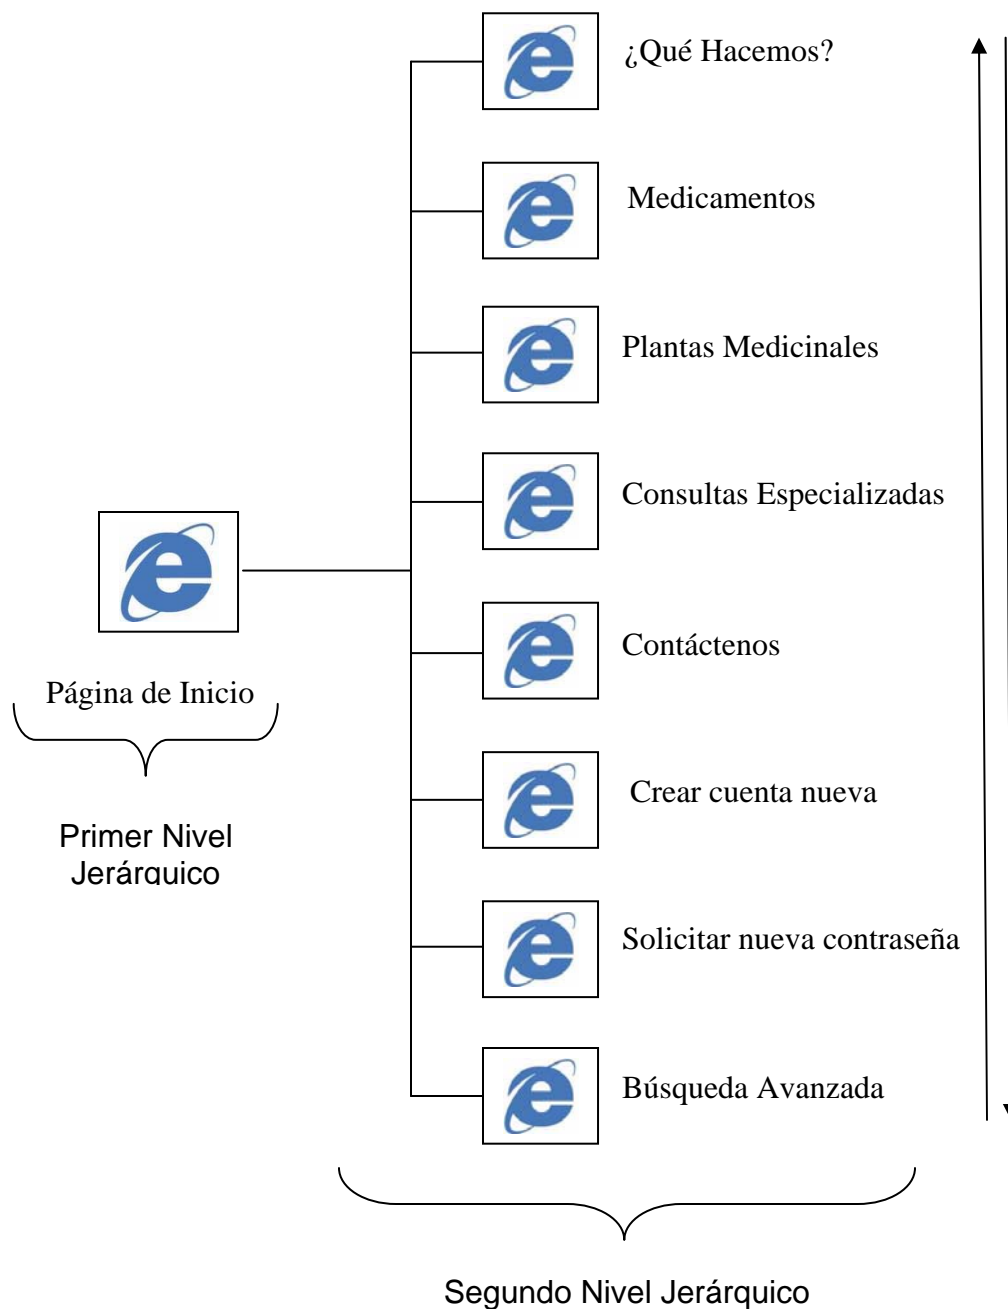 ¿Qué Hacemos?
Medicamentos
Plantas Medicinales
Consultas Especializadas
Contáctenos
Crear cuenta nueva
Solicitar nueva contraseña
Búsqueda Avanzada
Página de Inicio
Primer Nivel
Jerárquico
Segundo Nivel Jerárquico